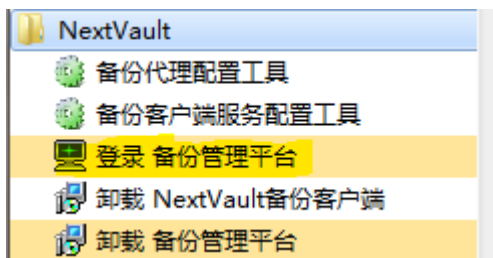 NextVault
备份代理配置工具
备份客户端服务配置工具
登录 备份管理平台
卸载 NextVault备份客户端
卸载 备份管理平台